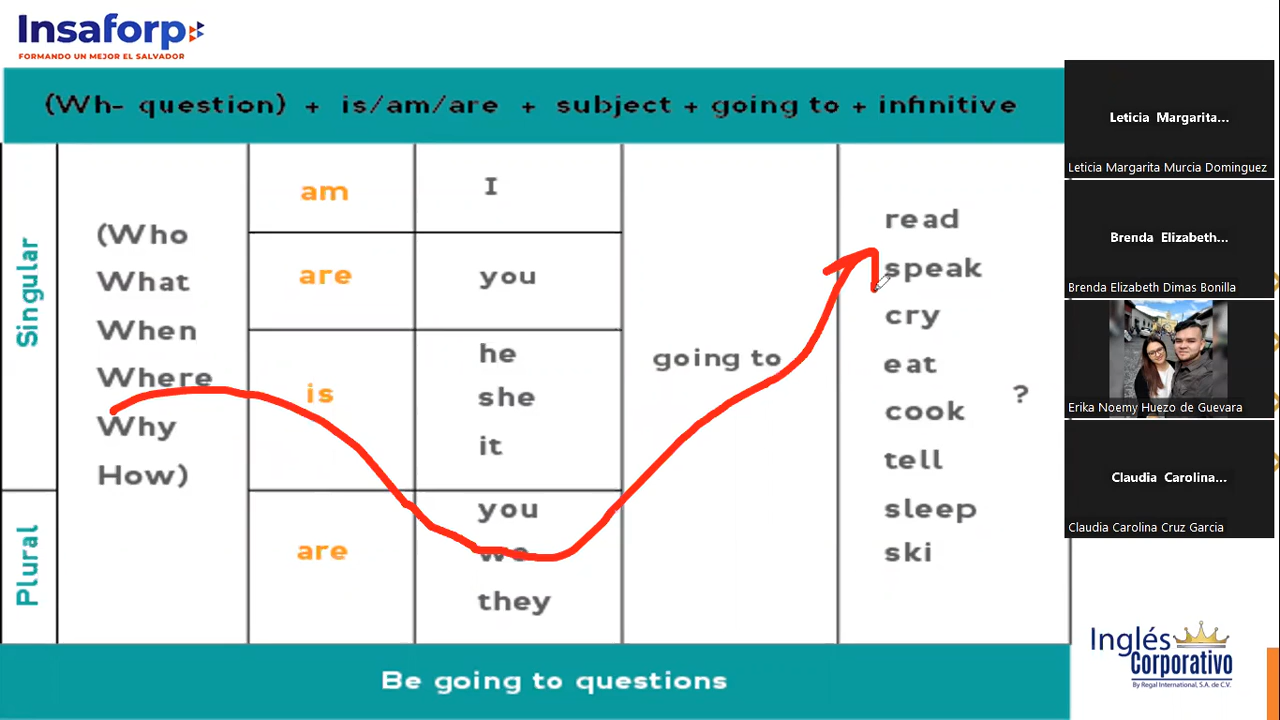 Insaforp
FORMANDO UN MEJOR EL SALVADOR
(Wh- question) + is/am/are + subject + going to + infinitive
Singular
(Who
What
When
Where
Why
How)
am
I
are
you
is
he
she
it
going to
read
speak
cry
eat
cook
tell
sleep
ski
?
Plural
are
you
we
they
Be going to questions
Leticia Margarita...
Leticia Margarita Murcia Dominguez
Brenda Elizabeth...
Brenda Elizabeth Dimas Bonilla
Erika Noemy Huezo de Guevara
Claudia Carolina...
Claudia Carolina Cruz Garcia
Inglés
Corporativo
By Regal International, S.A. de C.V.